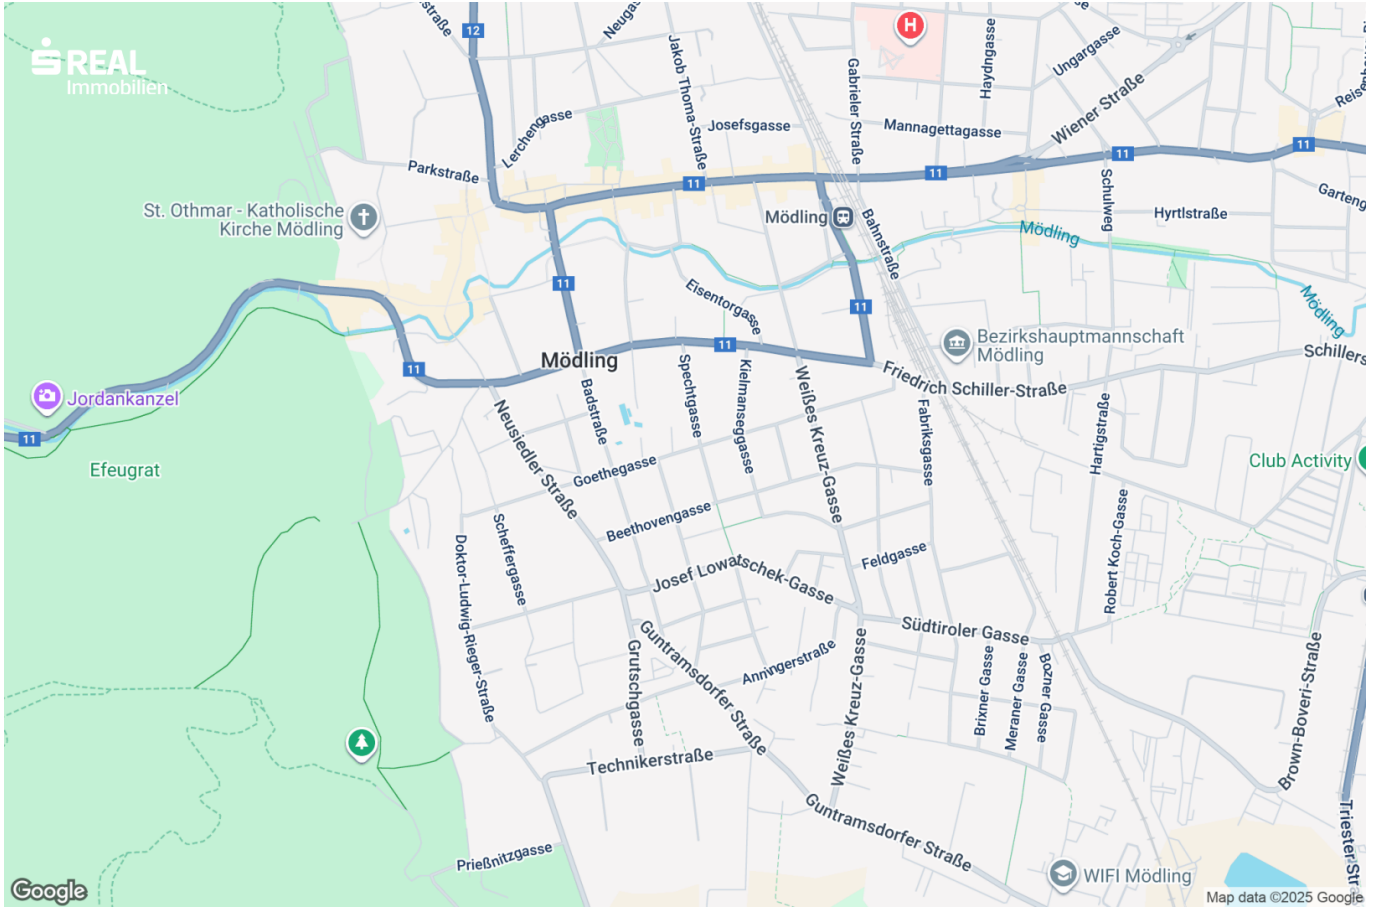 12
H
Neugas
S REAL
Immobilien
Haydngasse
Ungargasse
Jakob Thoma-Straße
Gabrieler Straße
Wiener Straße
Lerchengasse
Josefsgasse
Mannagettagasse
11
11
Parkstraße
11
11
Schulweg
Garteng
St. Othmar - Katholische
Kirche Mödling
Mödling
Bahnstraße
Hyrtlstraße
Mödling
11
Eisentorgasse
11
Mödling
Bezirkshauptmannschaft
Mödling
Mödling
11
11
Schillers
Jordankanzel
Spechtgasse
Kielmanseggasse
Weißes Kreuz-Gasse
Friedrich Schiller-Straße
Neusiedler Straße
Badstraße
Fabriksgasse
Hartigstraße
11
Efeugrat
Goethegasse
Club Activity
Beethovengasse
Scheffergasse
Doktor-Ludwig-Rieger-Straße
Robert Koch-Gasse
Feldgasse
Josef Lowatschek-Gasse
Südtiroler Gasse
Guntramsdorfer Straße
Grutschgasse
Anningerstraße
Weißes Kreuz-Gasse
Brixner Gasse
Meraner Gasse
Bozner Gasse
Brown-Boveri-Straße
Technikerstraße
Guntramsdorfer Straße
Triester Str
Prießnitzgasse
WIFI Mödling
Google
Map data ©2025 Google